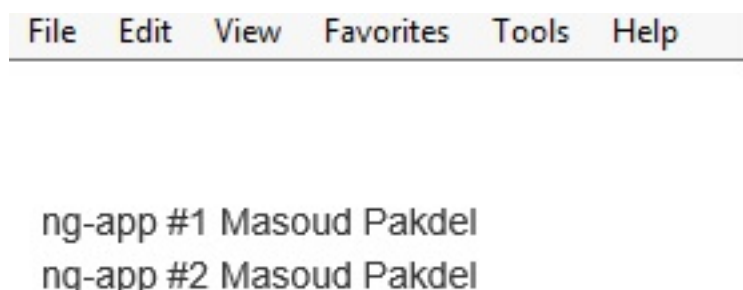 File Edit View Favorites Tools Help
ng-app #1 Masoud Pakdel
ng-app #2 Masoud Pakdel